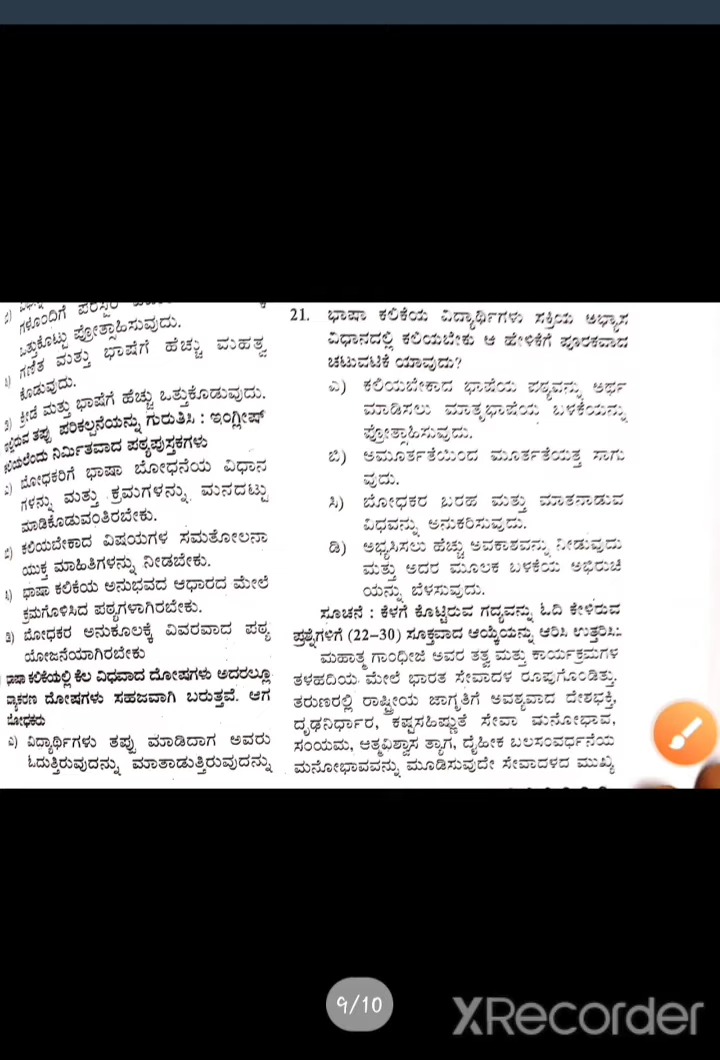 ಗಳೊಂದಿಗೆ
ಒತ್ತುಕೊಟ್ಟು ಪ್ರೋತ್ಸಾಹಿಸುವುದು.
ಗಣಿತ ಮತ್ತು ಭಾಷೆಗೆ ಹೆಚ್ಚು ಮಹತ್ವ
ಕೊಡುವುದು.
ಕ್ರೀಡೆ ಮತ್ತು ಭಾಷೆಗೆ ಹೆಚ್ಚು ಒತ್ತುಕೊಡುವುದು.
ತಪ್ಪು ಪರಿಕಲ್ಪನೆಯನ್ನು ಗುರುತಿಸಿ : ಇಂಗ್ಲೀಷ್
ನಿರ್ಮಿತವಾದ ಪಠ್ಯಪುಸ್ತಕಗಳು
ಬೋಧಕರಿಗೆ ಭಾಷಾ ಬೋಧನೆಯ ವಿಧಾನ
ಗಳನ್ನು ಮತ್ತು ಕ್ರಮಗಳನ್ನು ಮನದಟ್ಟು
ಮಾಡಿಕೊಡುವಂತಿರಬೇಕು.
ಕಲಿಯಬೇಕಾದ ವಿಷಯಗಳ ಸಮತೋಲನಾ
ಯುಕ್ತ ಮಾಹಿತಿಗಳನ್ನು ನೀಡಬೇಕು.
ಭಾಷಾ ಕಲಿಕೆಯ ಅನುಭವದ ಆಧಾರದ ಮೇಲೆ
ಕ್ರಮಗೊಳಿಸಿದ ಪಠ್ಯಗಳಾಗಿರಬೇಕು.
ಬೋಧಕರ ಅನುಕೂಲಕ್ಕೆ ವಿವರವಾದ ಪಠ್ಯ
ಯೋಜನೆಯಾಗಿರಬೇಕು
ಭಾಷಾ ಕಲಿಕೆಯಲ್ಲಿ ಕೆಲ ವಿಧವಾದ ದೋಷಗಳು ಅದರಲ್ಲೂ
ವ್ಯಾಕರಣ ದೋಷಗಳು ಸಹಜವಾಗಿ ಬರುತ್ತವೆ. ಆಗ
ಬೋಧಕರು
ಎ) ವಿದ್ಯಾರ್ಥಿಗಳು ತಪ್ಪು ಮಾಡಿದಾಗ ಅವರು
ಓದುತ್ತಿರುವುದನ್ನು ಮಾತಾಡುತ್ತಿರುವುದನ್ನು
21. ಭಾಷಾ ಕಲಿಕೆಯ ವಿದ್ಯಾರ್ಥಿಗಳು ಸಕ್ರಿಯ ಅಭ್ಯಾಸ
ವಿಧಾನದಲ್ಲಿ ಕಲಿಯಬೇಕು ಆ ಹೇಳಿಕೆಗೆ ಪೂರಕವಾದ
ಚಟುವಟಿಕೆ ಯಾವುದು?
ಎ) ಕಲಿಯಬೇಕಾದ ಭಾಷೆಯ ಪಠ್ಯವನ್ನು ಅರ್ಥ
ಮಾಡಿಸಲು ಮಾತೃಭಾಷೆಯ ಬಳಕೆಯನ್ನು
ಪ್ರೋತ್ಸಾಹಿಸುವುದು.
ಬಿ) ಅಮೂರ್ತತೆಯಿಂದ ಮೂರ್ತತೆಯತ್ತ ಸಾಗು
ವುದು.
ಸಿ) ಬೋಧಕರ ಬರಹ ಮತ್ತು ಮಾತನಾಡುವ
ವಿಧವನ್ನು ಅನುಕರಿಸುವುದು.
ಡಿ) ಅಭ್ಯಸಿಸಲು ಹೆಚ್ಚು ಅವಕಾಶವನ್ನು ನೀಡುವುದು
ಮತ್ತು ಅದರ ಮೂಲಕ ಬಳಕೆಯ ಅಭಿರುಚಿ
ಯನ್ನು ಬೆಳಸುವುದು.
ಸೂಚನೆ : ಕೆಳಗೆ ಕೊಟ್ಟಿರುವ ಗದ್ಯವನ್ನು ಓದಿ ಕೇಳಿರುವ
ಪ್ರಶ್ನೆಗಳಿಗೆ (22-30) ಸೂಕ್ತವಾದ ಆಯ್ಕೆಯನ್ನು ಆರಿಸಿ ಉತ್ತರಿಸಿ:
ಮಹಾತ್ಮ ಗಾಂಧೀಜಿ ಅವರ ತತ್ವ ಮತ್ತು ಕಾರ್ಯಕ್ರಮಗಳ
ತಳಹದಿಯ ಮೇಲೆ ಭಾರತ ಸೇವಾದಳ ರೂಪುಗೊಂಡಿತ್ತು.
ತರುಣರಲ್ಲಿ ರಾಷ್ಟ್ರೀಯ ಜಾಗೃತಿಗೆ ಅವಶ್ಯವಾದ ದೇಶಭಕ್ತಿ,
ದೃಢನಿರ್ಧಾರ, ಕಷ್ಟಸಹಿಷ್ಣುತೆ ಸೇವಾ ಮನೋಭಾವ,
ಸಂಯಮ, ಆತ್ಮವಿಶ್ವಾಸ ತ್ಯಾಗ, ದೈಹೀಕ ಬಲಸಂವರ್ಧನೆಯ
ಮನೋಭಾವವನ್ನು ಮೂಡಿಸುವುದೇ ಸೇವಾದಳದ ಮುಖ್ಯ
9/10
XRecorder